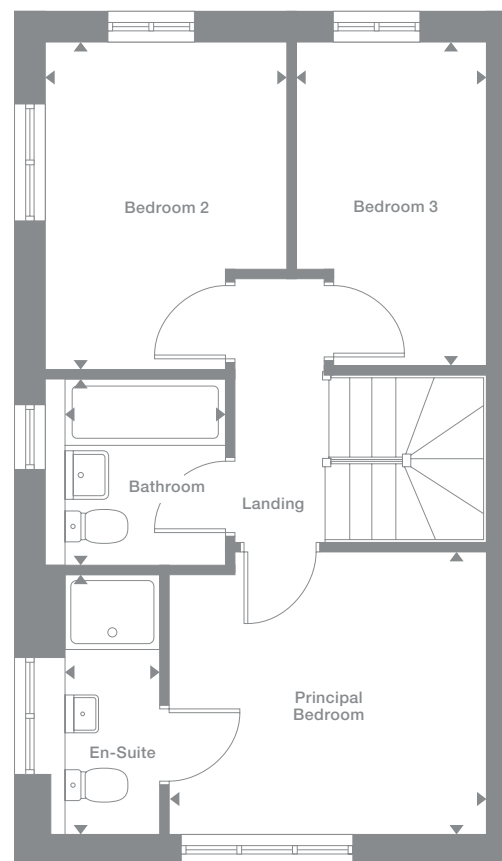 Bedroom 2
Bedroom 3
Bathroom
Landing
Principal
Bedroom
En-Suite